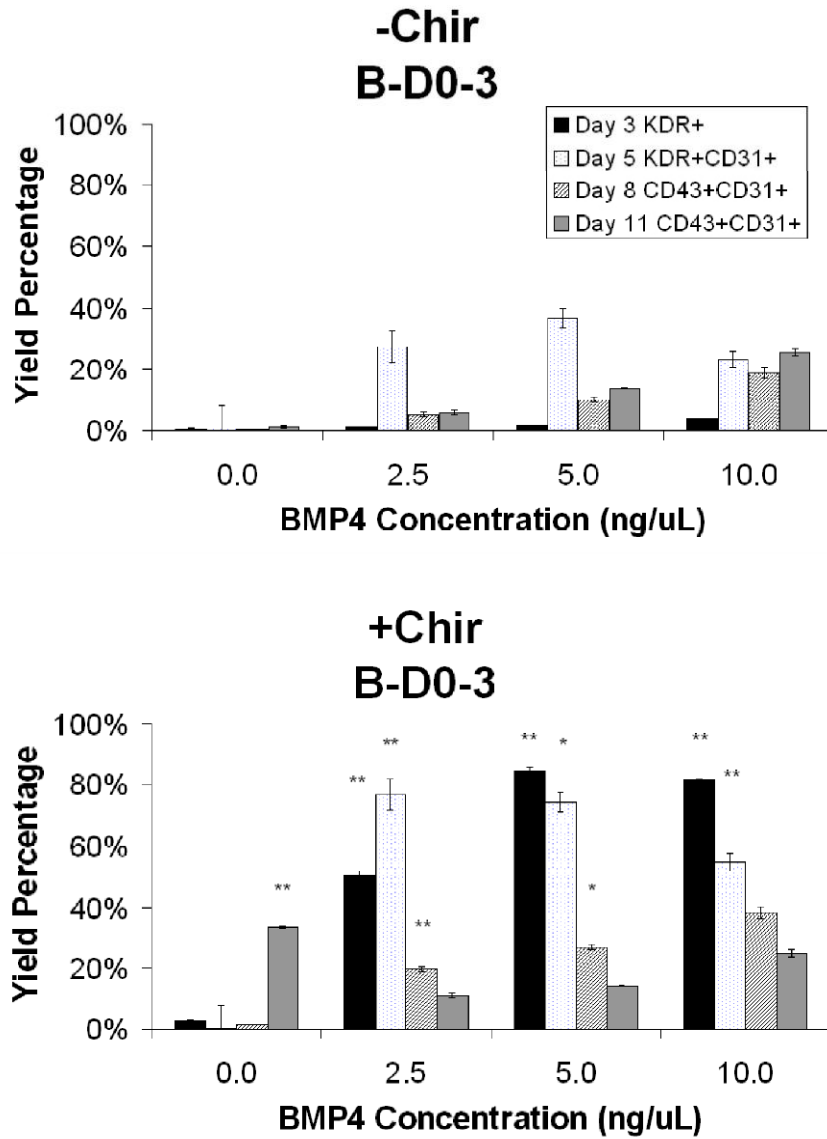 -Chir
B-D0-3
100%
80%
60%
40%
20%
0%
Yield Percentage
Day 3 KDR+
Day 5 KDR+CD31+
Day 8 CD43+CD31+
Day 11 CD43+CD31+
0.0 2.5 5.0 10.0
BMP4 Concentration (ng/uL)
+Chir
B-D0-3
100%
80%
60%
40%
20%
0%
Yield Percentage
** ** ** * **
** **
** ** *
0.0 2.5 5.0 10.0
BMP4 Concentration (ng/uL)